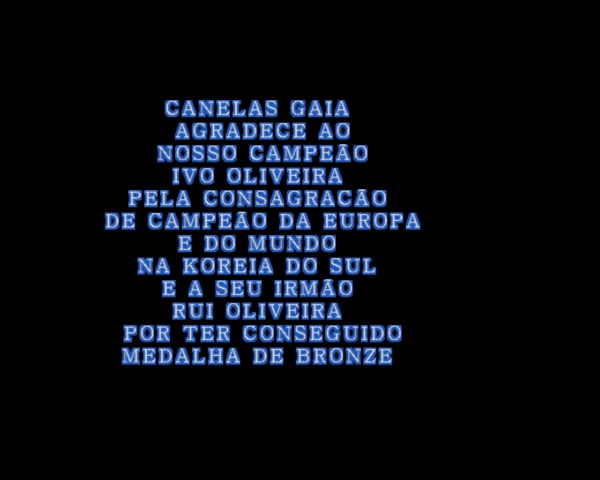 CANELAS GAIA
AGRADECE AO
NOSSO CAMPEÃO
IVO OLIVEIRA
PELA CONSAGRACÃO
DE CAMPEÃO DA EUROPA
E DO MUNDO
NA KOREIA DO SUL
E A SEU IRMÃO
RUI OLIVEIRA
POR TER CONSEGUIDO
MEDALHA DE BRONZE